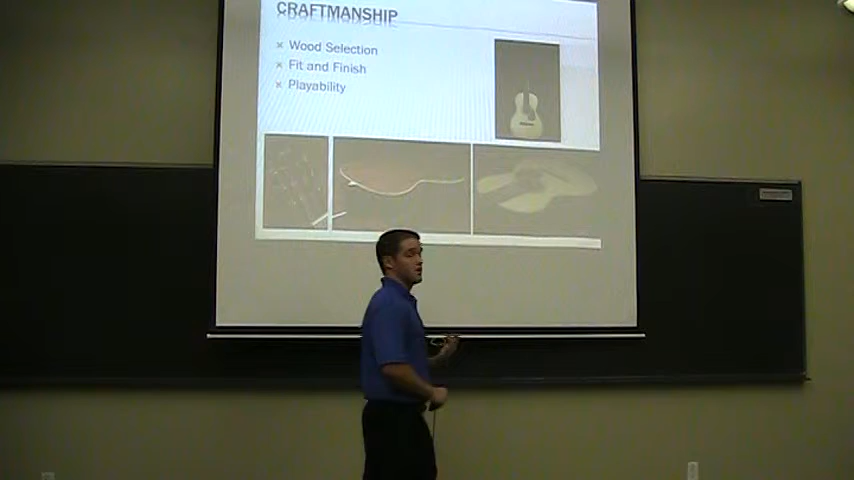 CRAFTMANSHIP
Wood Selection
Fit and Finish
Playability